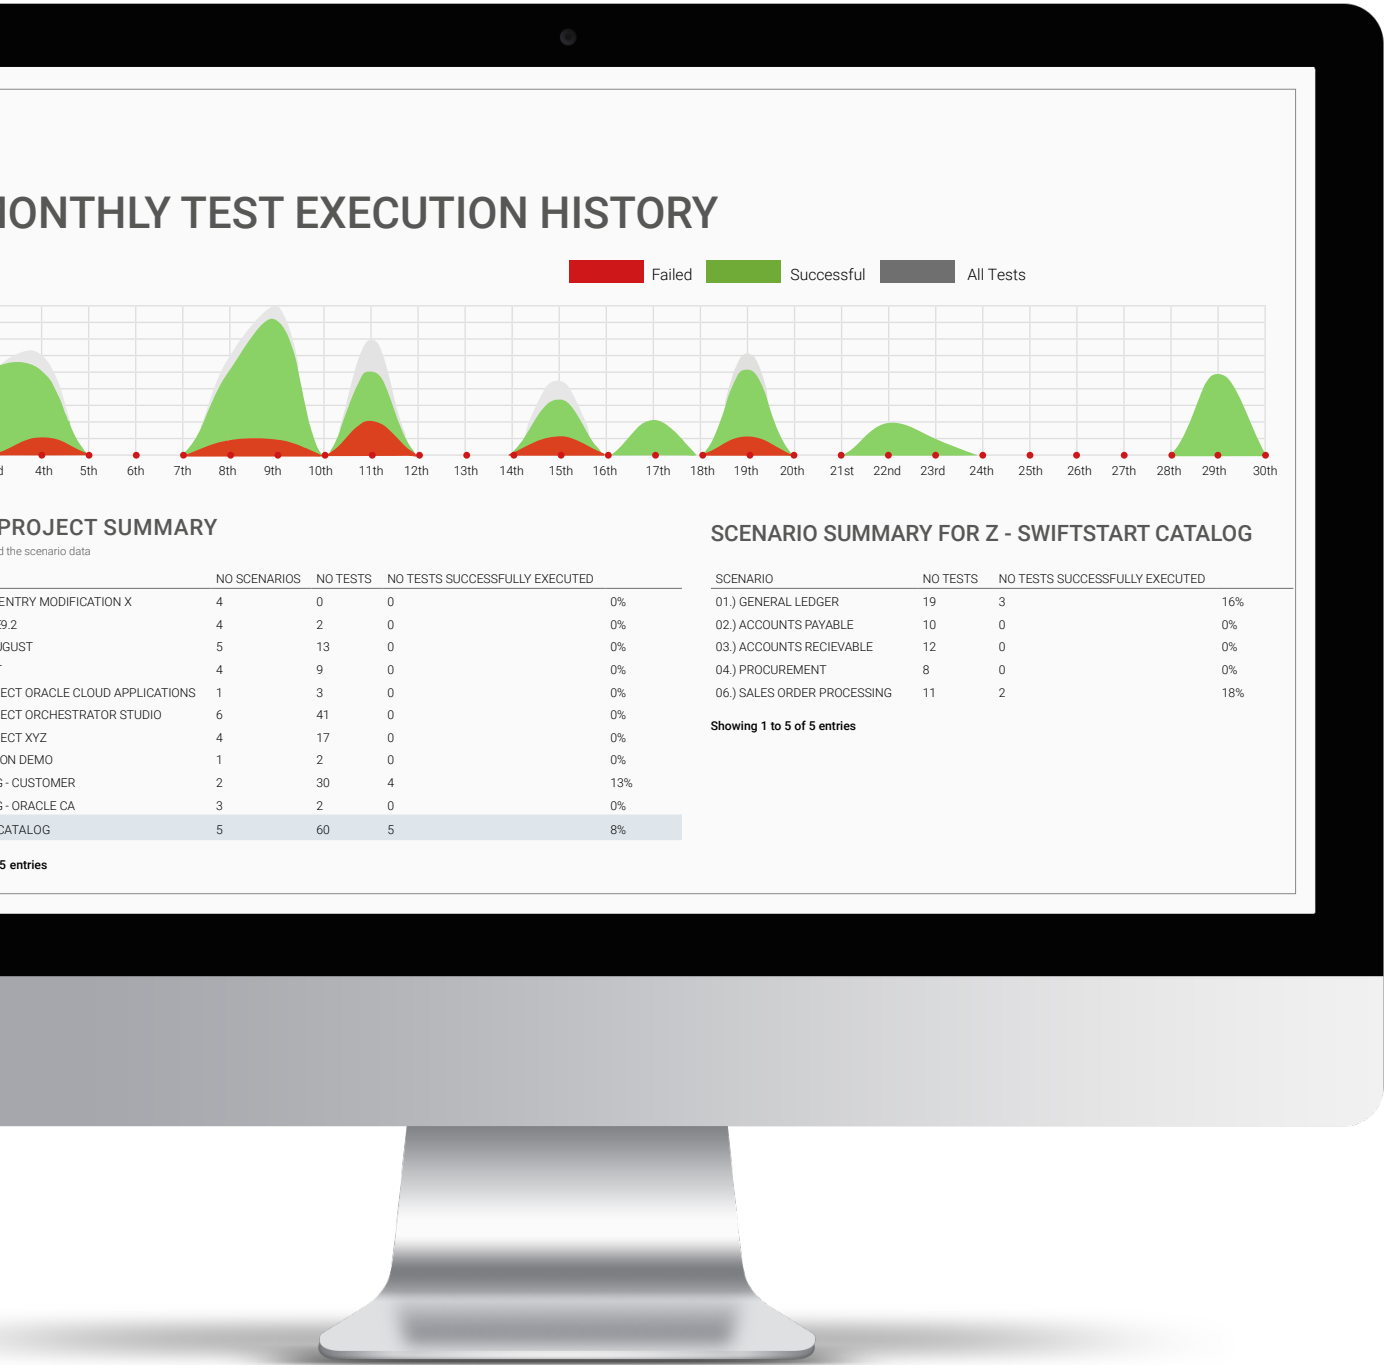 MONTHLY TEST EXECUTION HISTORY
Failed Successful All Tests
4th 5th 6th 7th 8th 9th 10th 11th 12th 13th 14th 15th 16th 17th 18th 19th 20th 21st 22nd 23rd 24th 25th 26th 27th 28th 29th 30th
PROJECT SUMMARY
the scenario data
NO SCENARIOS NO TESTS NO TESTS SUCCESSFULLY EXECUTED
ENTRY MODIFICATION X 4 0 0 0%
9.2 4 2 0 0%
UGUST 5 13 0 0%
T 4 9 0 0%
ECT ORACLE CLOUD APPLICATIONS 1 3 0 0%
ECT ORCHESTRATOR STUDIO 6 41 0 0%
ECT XYZ 4 17 0 0%
ON DEMO 1 2 0 0%
G - CUSTOMER 2 30 4 13%
G - ORACLE CA 3 2 0 0%
CATALOG 5 60 5 8%
5 entries
SCENARIO SUMMARY FOR Z - SWIFTSTART CATALOG
SCENARIO NO TESTS NO TESTS SUCCESSFULLY EXECUTED
01.) GENERAL LEDGER 19 3 16%
02.) ACCOUNTS PAYABLE 10 0 0%
03.) ACCOUNTS RECIEVABLE 12 0 0%
04.) PROCUREMENT 8 0 0%
06.) SALES ORDER PROCESSING 11 2 18%
Showing 1 to 5 of 5 entries